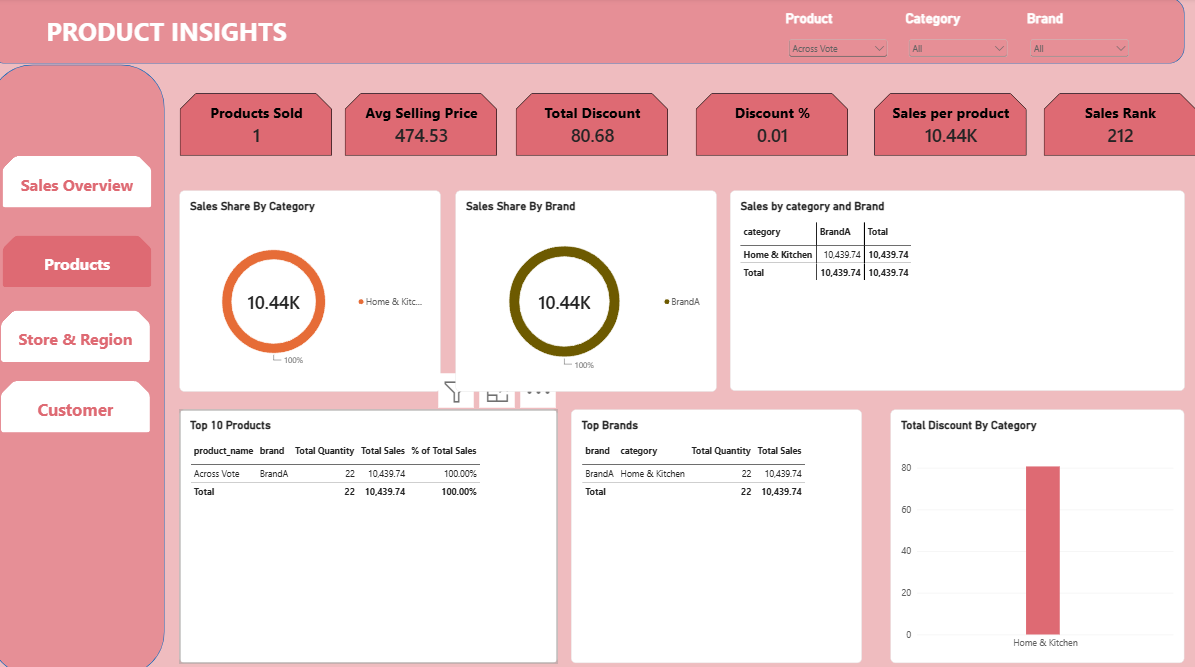 PRODUCT INSIGHTS
Product Category Brand
Across Vote All All
Sales Overview
Products
Store & Region
Customer
Products Sold
1
Avg Selling Price
474.53
Total Discount
80.68
Discount %
0.01
Sales per product
10.44K
Sales Rank
212
Sales Share By Category
10.44K
Home & Kitc...
100%
Sales Share By Brand
10.44K
BrandA
100%
Sales by category and Brand
category BrandA Total
Home & Kitchen 10,439.74 10,439.74
Total 10,439.74 10,439.74
Top 10 Products
product_name brand Total Quantity Total Sales % of Total Sales
Across Vote BrandA 22 10,439.74 100.00%
Total 22 10,439.74 100.00%
Top Brands
brand category Total Quantity Total Sales
BrandA Home & Kitchen 22 10,439.74
Total 22 10,439.74
Total Discount By Category
80
60
40
20
0
Home & Kitchen